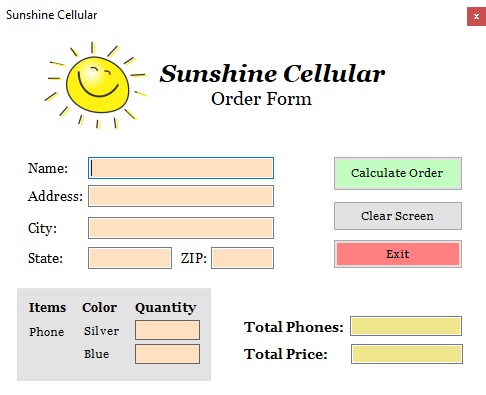 Sunshine Cellular
x
Sunshine Cellular
Order Form
Name:
Calculate Order
Address:
Clear Screen
City:
Exit
State: ZIP:
Items Color Quantity
Phone Silver
Blue
Total Phones:
Total Price: